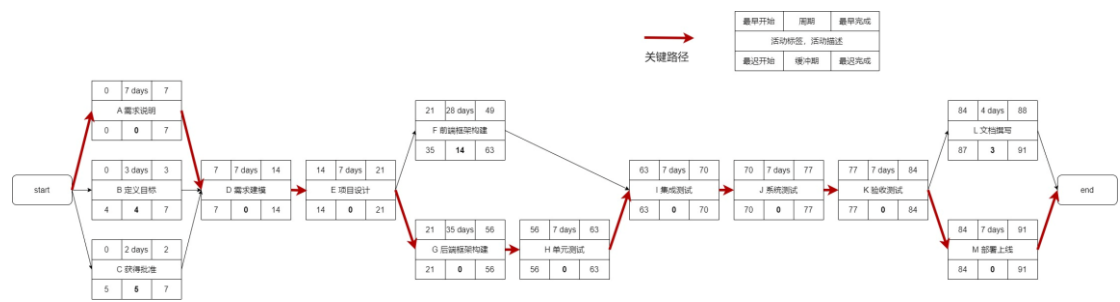 最早开始 周期 最早完成
活动标签，活动描述
最迟开始 缓冲期 最迟完成
关键路径
start
0 7 days 7
A 需求说明
0 0 7
0 3 days 3
B 定义目标
4 4 7
0 2 days 2
C 获得批准
5 5 7
7 7 days 14
D 需求建模
7 0 14
14 7 days 21
E 项目设计
14 0 21
21 28 days 49
F 前端框架构建
35 14 63
21 35 days 56
G 后端框架构建
21 0 56
56 7 days 63
H 单元测试
56 0 63
63 7 days 70
I 集成测试
63 0 70
70 7 days 77
J 系统测试
70 0 77
77 7 days 84
K 验收测试
77 0 84
84 4 days 88
L 文档撰写
87 3 91
84 7 days 91
M 部署上线
84 0 91
end